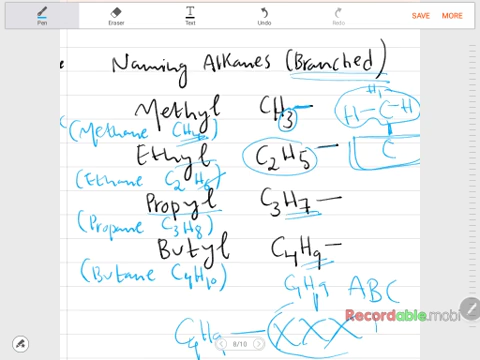 Pen Eraser Text Undo Redo SAVE MORE
Naming Alkanes (Branched)
Methyl CH3—
(Methane CH4)
H
H—C—H
C
Ethyl C2H5—
(Ethane C2H6)
Propyl C3H7—
(Propane C3H8)
Butyl C4H9—
(Butane C4H10)
C4H9 ABC
Recordable.mobi
C4H9—XXX
8/10